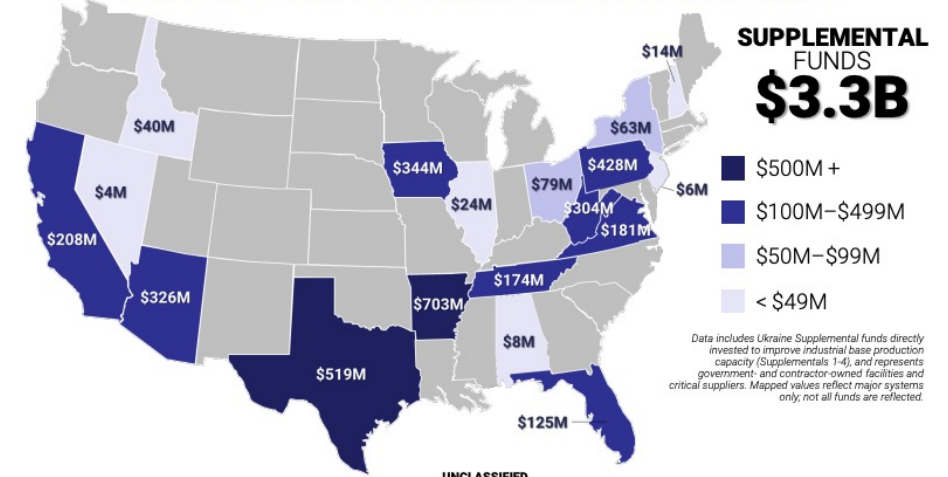 $14M
SUPPLEMENTAL
FUNDS
$3.3B
$40M
$63M
$344M
$428M
$500M +
$4M
$24M
$79M
$6M
$304M
$100M–$499M
$208M
$181M
$50M–$99M
$326M
$174M
$703M
< $49M
$8M
Data includes Ukraine Supplemental funds directly
invested to improve industrial base production
capacity (Supplementals 1-4), and represents
government- and contractor-owned facilities and
critical suppliers. Mapped values reflect major systems
only; not all funds are reflected.
$519M
$125M
UNCLASSIFIED